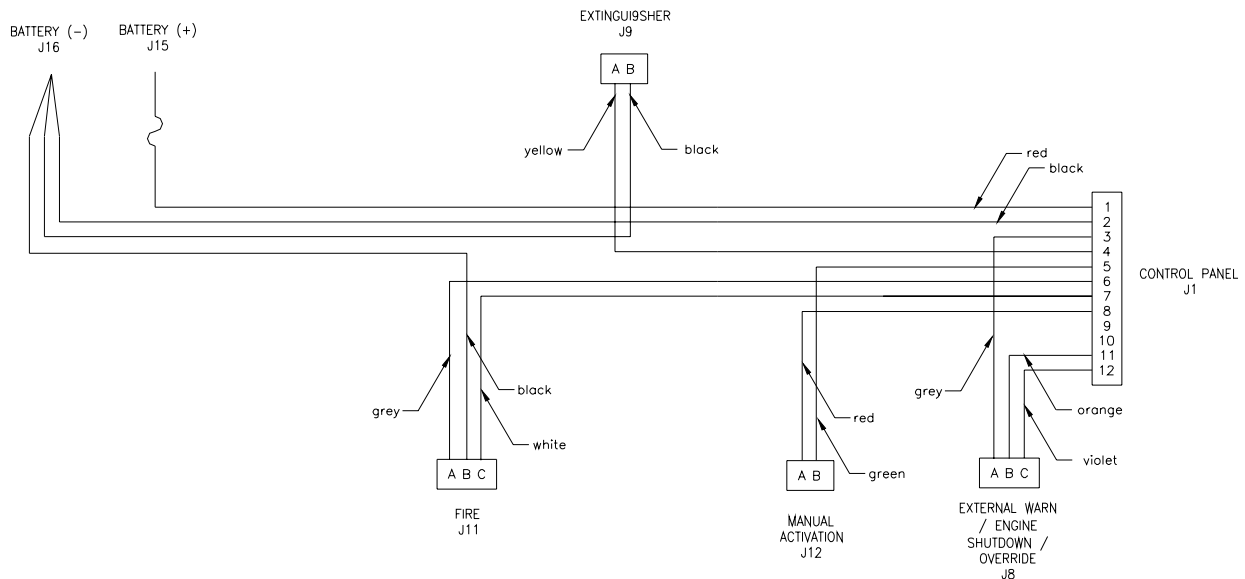 BATTERY (-)
J16
BATTERY (+)
J15
EXTINGUI9SHER
J9
A B
yellow
black
red
black
1
2
3
4
5
6
7
8
9
10
11
12
CONTROL PANEL
J1
grey
black
white
A B C
FIRE
J11
red
green
A B
MANUAL
ACTIVATION
J12
grey
orange
violet
A B C
EXTERNAL WARN
/ ENGINE
SHUTDOWN /
OVERRIDE
J8